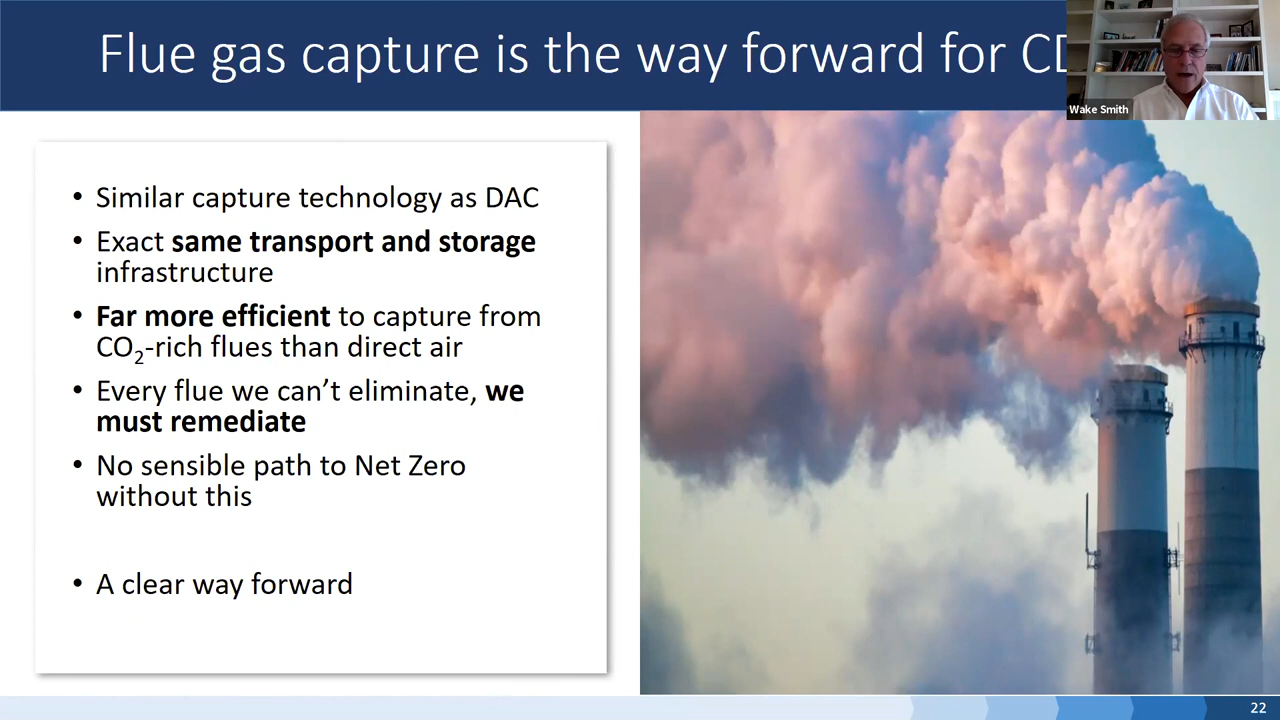 Flue gas capture is the way forward for
Wake Smith
• Similar capture technology as DAC
• Exact same transport and storage
infrastructure
• Far more efficient to capture from
CO₂-rich flues than direct air
• Every flue we can’t eliminate, we
must remediate
• No sensible path to Net Zero
without this
• A clear way forward
22